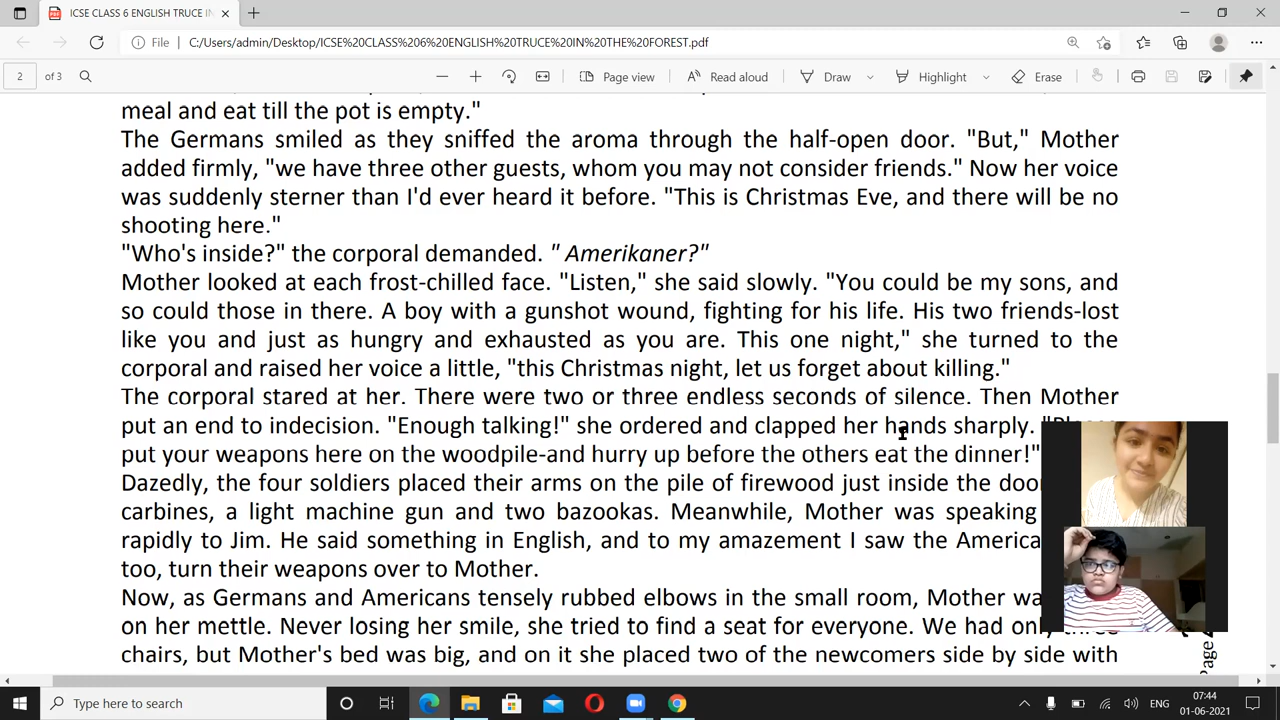 ICSE CLASS 6 ENGLISH TRUCE IN
File C:/Users/admin/Desktop/ICSE%20CLASS%206%20ENGLISH%20TRUCE%20IN%20THE%20FOREST.pdf
2 of 3 Page view Read aloud Draw Highlight Erase
meal and eat till the pot is empty."
The Germans smiled as they sniffed the aroma through the half-open door. "But," Mother
added firmly, "we have three other guests, whom you may not consider friends." Now her voice
was suddenly sterner than I'd ever heard it before. "This is Christmas Eve, and there will be no
shooting here."
"Who's inside?" the corporal demanded. " Amerikaner?"
Mother looked at each frost-chilled face. "Listen," she said slowly. "You could be my sons, and
so could those in there. A boy with a gunshot wound, fighting for his life. His two friends-lost
like you and just as hungry and exhausted as you are. This one night," she turned to the
corporal and raised her voice a little, "this Christmas night, let us forget about killing."
The corporal stared at her. There were two or three endless seconds of silence. Then Mother
put an end to indecision. "Enough talking!" she ordered and clapped her hands sharply.
put your weapons here on the woodpile-and hurry up before the others eat the dinner!"
Dazedly, the four soldiers placed their arms on the pile of firewood just inside the
carbines, a light machine gun and two bazookas. Meanwhile, Mother was speaking
rapidly to Jim. He said something in English, and to my amazement I saw the
too, turn their weapons over to Mother.
Now, as Germans and Americans tensely rubbed elbows in the small room, Mother
on her mettle. Never losing her smile, she tried to find a seat for everyone. We had only three
chairs, but Mother's bed was big, and on it she placed two of the newcomers side by side with
Page
Type here to search
ENG
07:44
01-06-2021